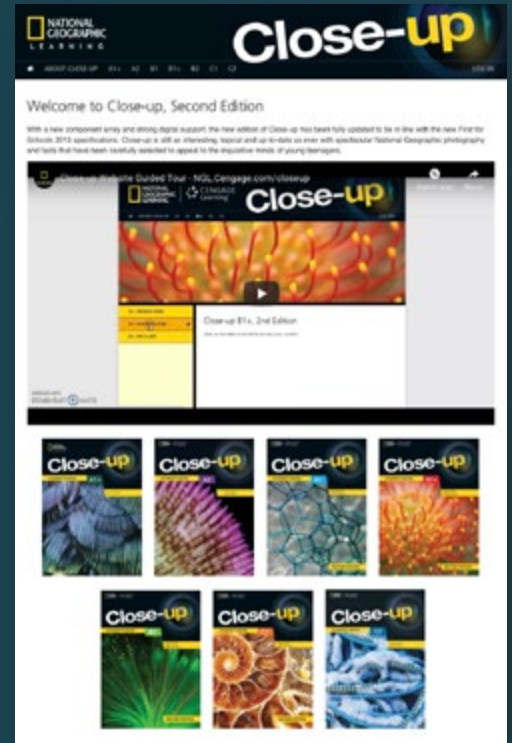 NATIONAL
GEOGRAPHIC
LEARNING
Close-up
ABOUT CLOSE-UP A1+ A2 B1 B1+ B2 C1 C2
LOG IN
Welcome to Close-up, Second Edition
With a new component array and strong digital support, the new edition of Close-up has been fully updated to be in line with the new First for
Schools 2015 specifications. Close-up is still as interesting, topical and up-to-date as ever with spectacular National Geographic photography
and facts that have been carefully selected to appeal to the inquisitive minds of young teenagers.
Close-up Website Guided Tour - NGL.Cengage.com/closeup
NATIONAL
GEOGRAPHIC
LEARNING
CENGAGE
Learning
Close-up
Close-up B1+, 2nd Edition
Close-up
A1+
Close-up
Close-up
Close-up
Close-up
Close-up
Close-up